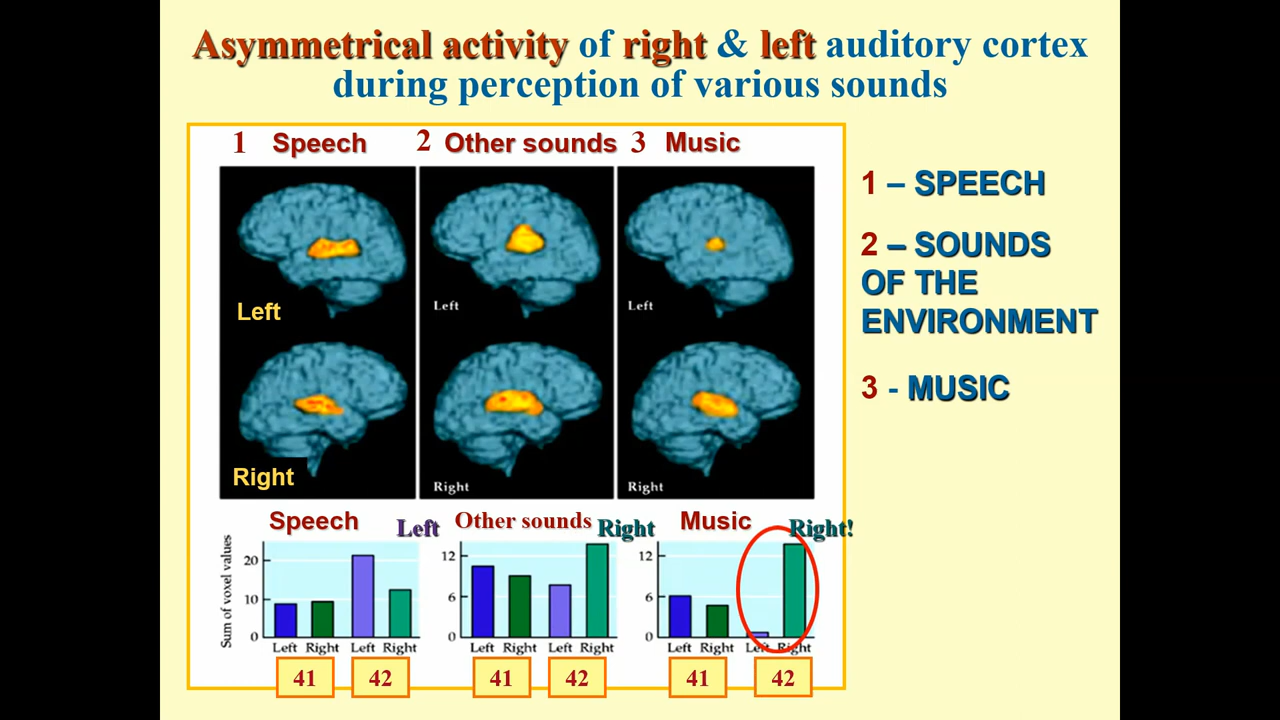 Asymmetrical activity of right & left auditory cortex
during perception of various sounds
1 Speech 2 Other sounds 3 Music
Left Left Left
Right Right Right
1 – SPEECH
2 – SOUNDS
OF THE
ENVIRONMENT
3 - MUSIC
Speech Left Other sounds Right Music Right!
Sum of voxel values
20
10
0
12
6
0
12
6
0
Left Right Left Right Left Right Left Right Left Right Left Right
41 42 41 42 41 42